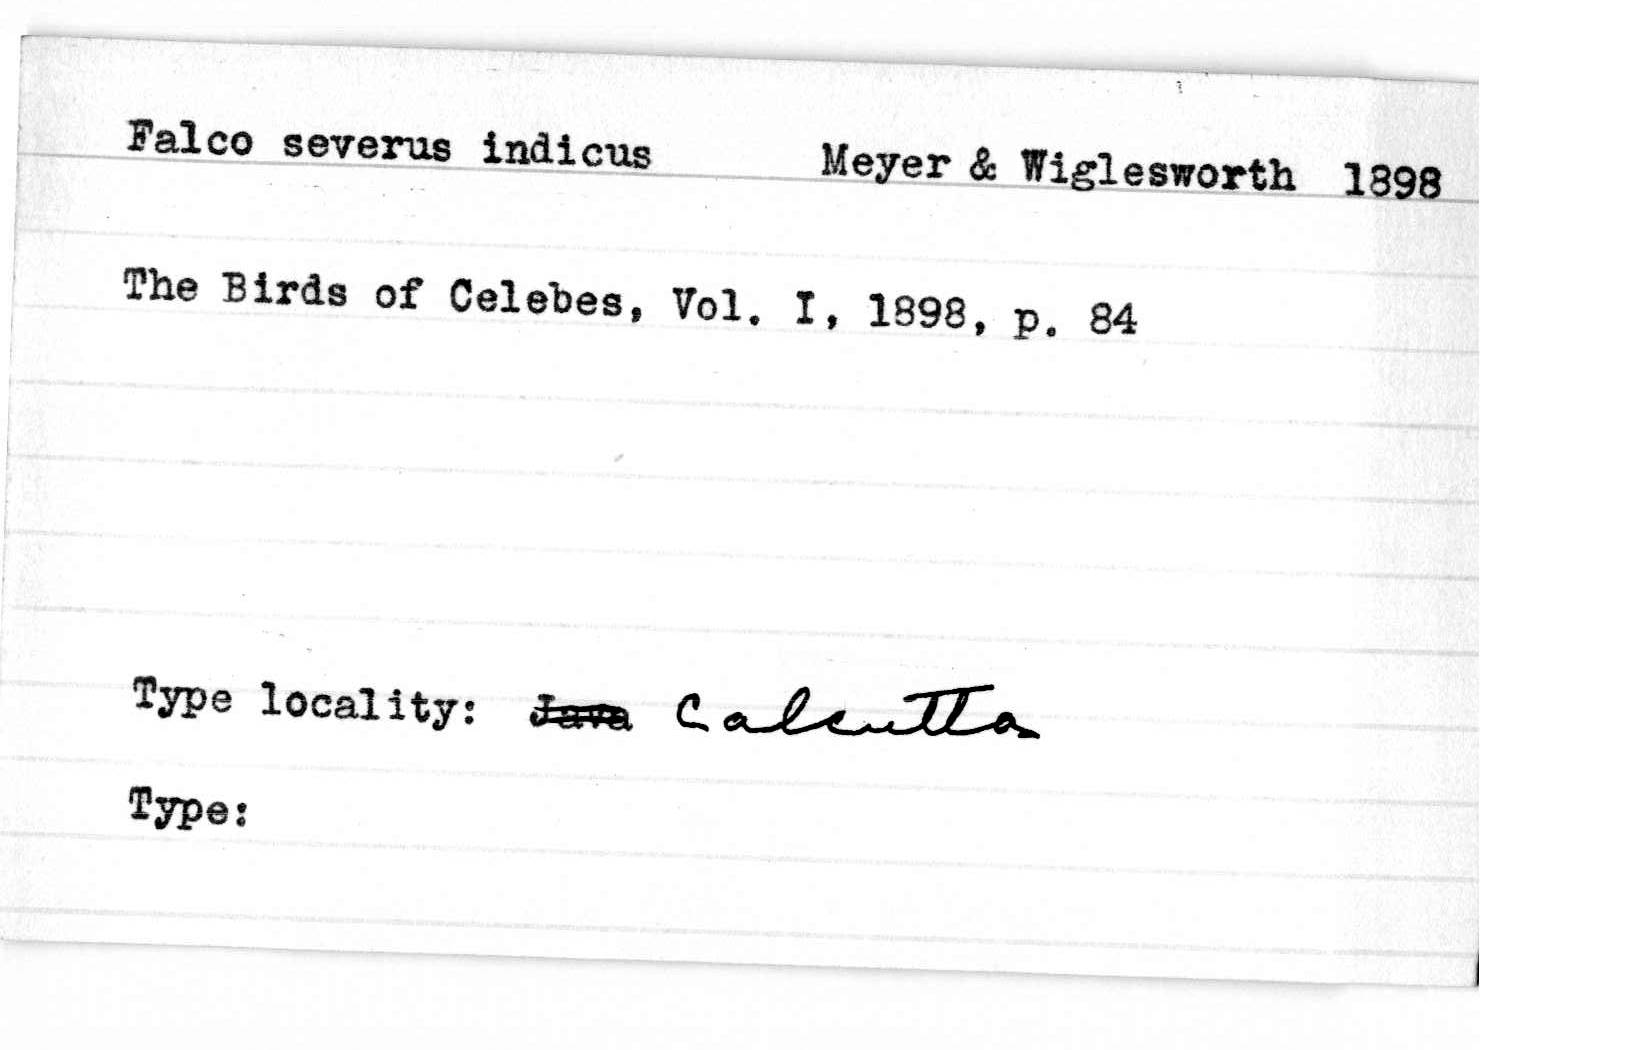 Falco severus indicus Meyer & Wiglesworth 1898
The Birds of Celebes, Vol. I, 1898, p. 84
Type locality: Java Calcutta
Type: